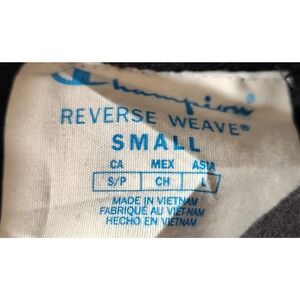 Champion®
REVERSE WEAVE®
SMALL
CA MEX ASIA
S/P CH L
MADE IN VIETNAM
FABRIQUÉ AU VIET-NAM
HECHO EN VIETNAM